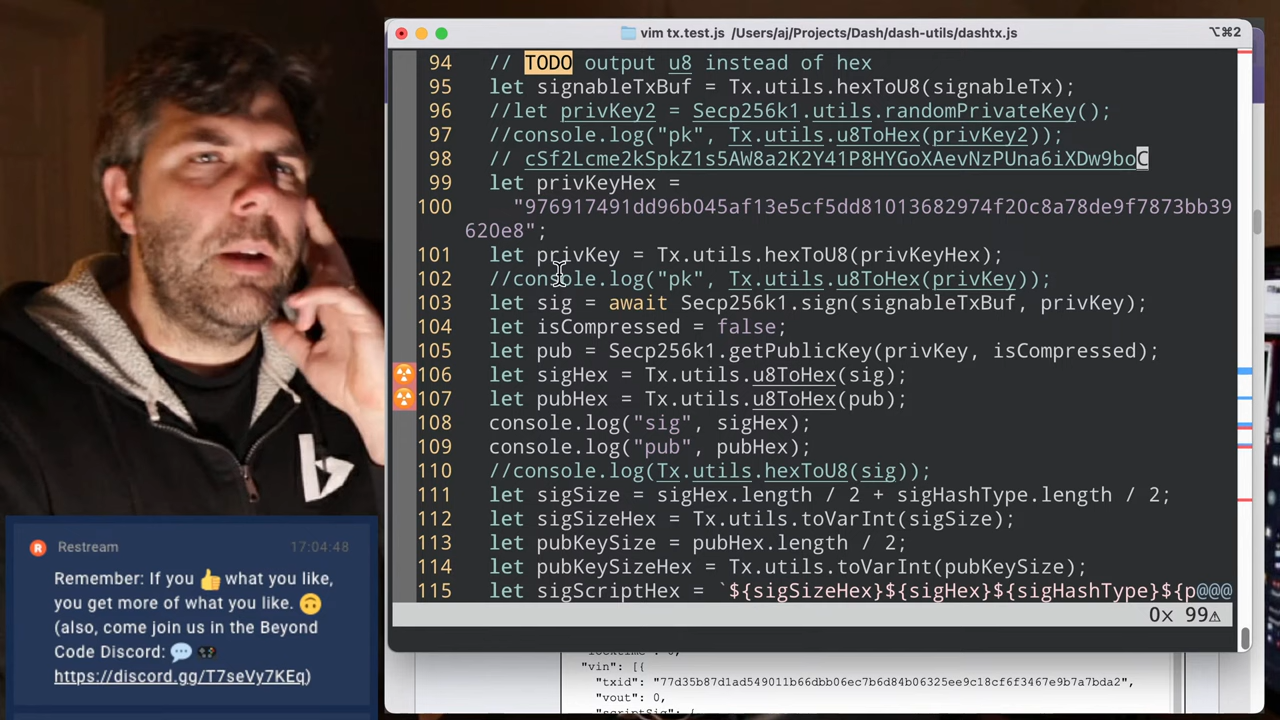 vim tx.test.js /Users/aj/Projects/Dash/dash-utils/dashtx.js
⌥⌘2
94 // TODO output u8 instead of hex
95 let signableTxBuf = Tx.utils.hexToU8(signableTx);
96 //let privKey2 = Secp256k1.utils.randomPrivateKey();
97 //console.log("pk", Tx.utils.u8ToHex(privKey2));
98 // cSf2Lcme2kSpkZ1s5AW8a2K2Y41P8HYGoXAevNzPUna6iXDw9boC
99 let privKeyHex =
100 "976917491dd96b045af13e5cf5dd81013682974f20c8a78de9f7873bb39
620e8";
101 let privKey = Tx.utils.hexToU8(privKeyHex);
102 //console.log("pk", Tx.utils.u8ToHex(privKey));
103 let sig = await Secp256k1.sign(signableTxBuf, privKey);
104 let isCompressed = false;
105 let pub = Secp256k1.getPublicKey(privKey, isCompressed);
106 let sigHex = Tx.utils.u8ToHex(sig);
107 let pubHex = Tx.utils.u8ToHex(pub);
108 console.log("sig", sigHex);
109 console.log("pub", pubHex);
110 //console.log(Tx.utils.hexToU8(sig));
111 let sigSize = sigHex.length / 2 + sigHashType.length / 2;
112 let sigSizeHex = Tx.utils.toVarInt(sigSize);
113 let pubKeySize = pubHex.length / 2;
114 let pubKeySizeHex = Tx.utils.toVarInt(pubKeySize);
115 let sigScriptHex = `${sigSizeHex}${sigHex}${sigHashType}${p@@@
0× 99⚠
Restream 17:04:48
Remember: If you 👍 what you like,
you get more of what you like. 🙃
(also, come join us in the Beyond
Code Discord: 💬 🎮
https://discord.gg/T7seVy7KEq)
"vin": [{
"txid": "77d35b87d1ad549011b66dbb06ec7b6d84b06325ee9c18cf6f3467e9b7a7bda2",
"vout": 0,